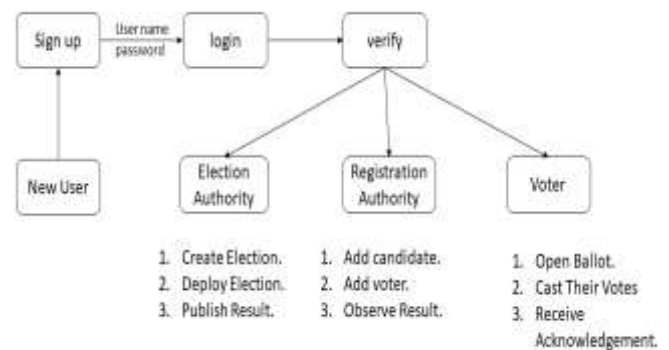 Sign up
User name
password
login
verify
New User
Election
Authority
Registration
Authority
Voter
1. Create Election.
2. Deploy Election.
3. Publish Result.
1. Add candidate.
2. Add voter.
3. Observe Result.
1. Open Ballot.
2. Cast Their Votes
3. Receive
Acknowledgement.